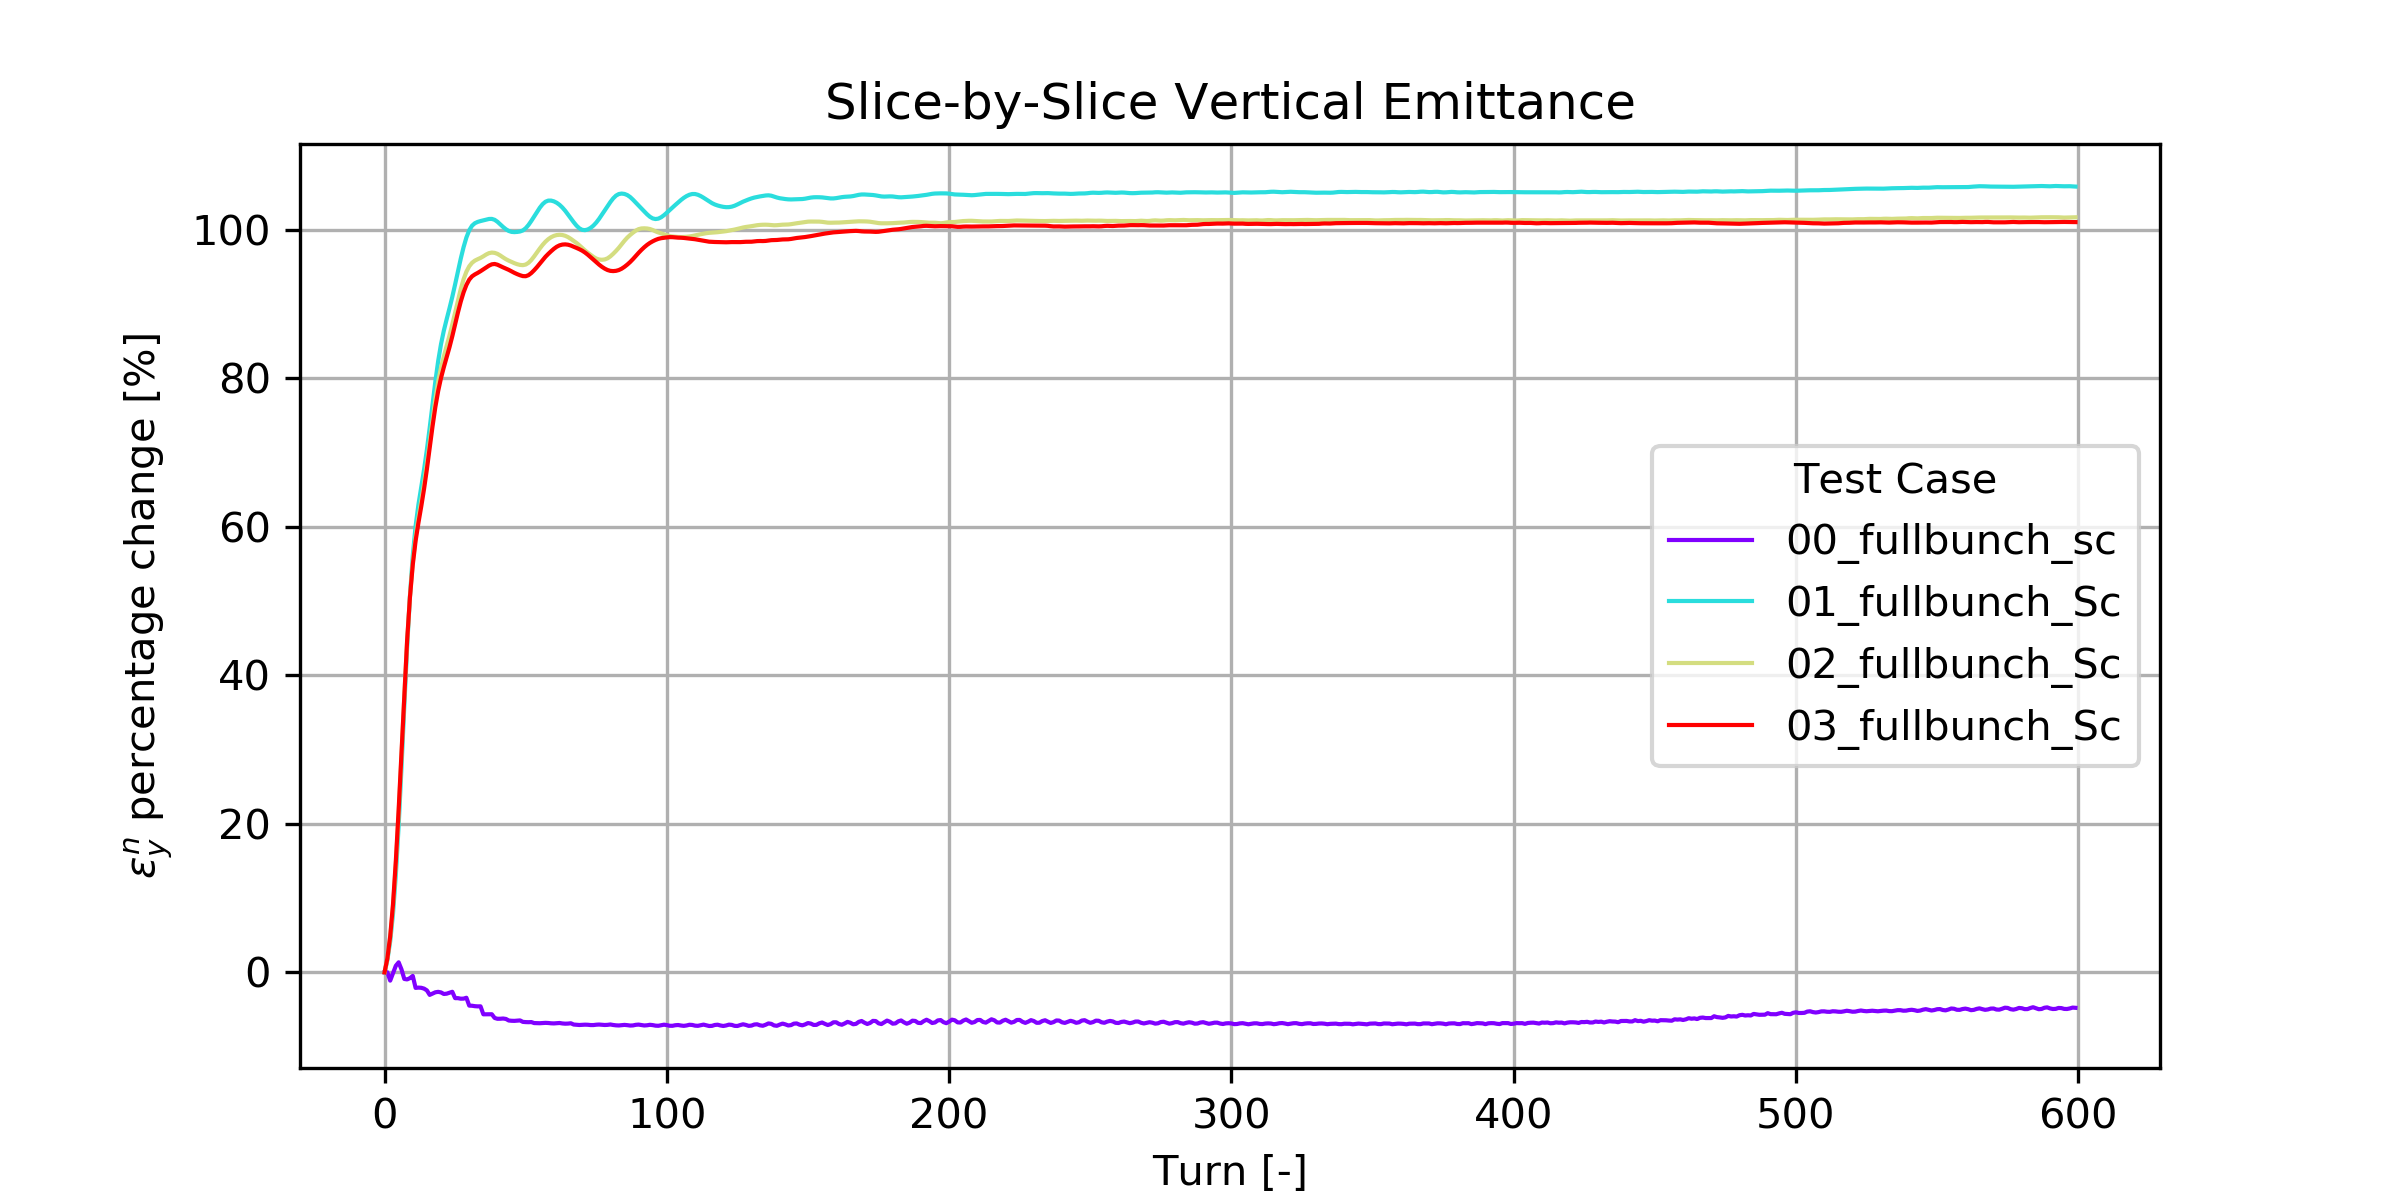 Slice-by-Slice Vertical Emittance
ε_y^n percentage change [%]
100
80
60
40
20
0
Test Case
00_fullbunch_sc
01_fullbunch_Sc
02_fullbunch_Sc
03_fullbunch_Sc
0 100 200 300 400 500 600
Turn [-]